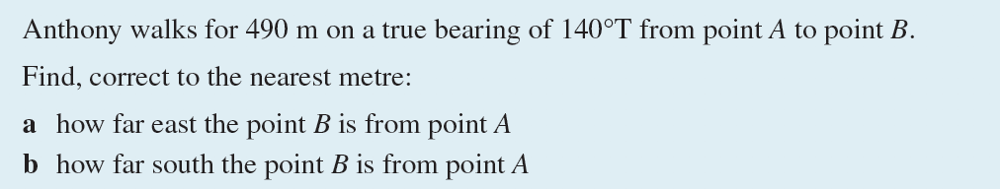 Anthony walks for 490 m on a true bearing of 140°T from point A to point B.
Find, correct to the nearest metre:
a how far east the point B is from point A
b how far south the point B is from point A